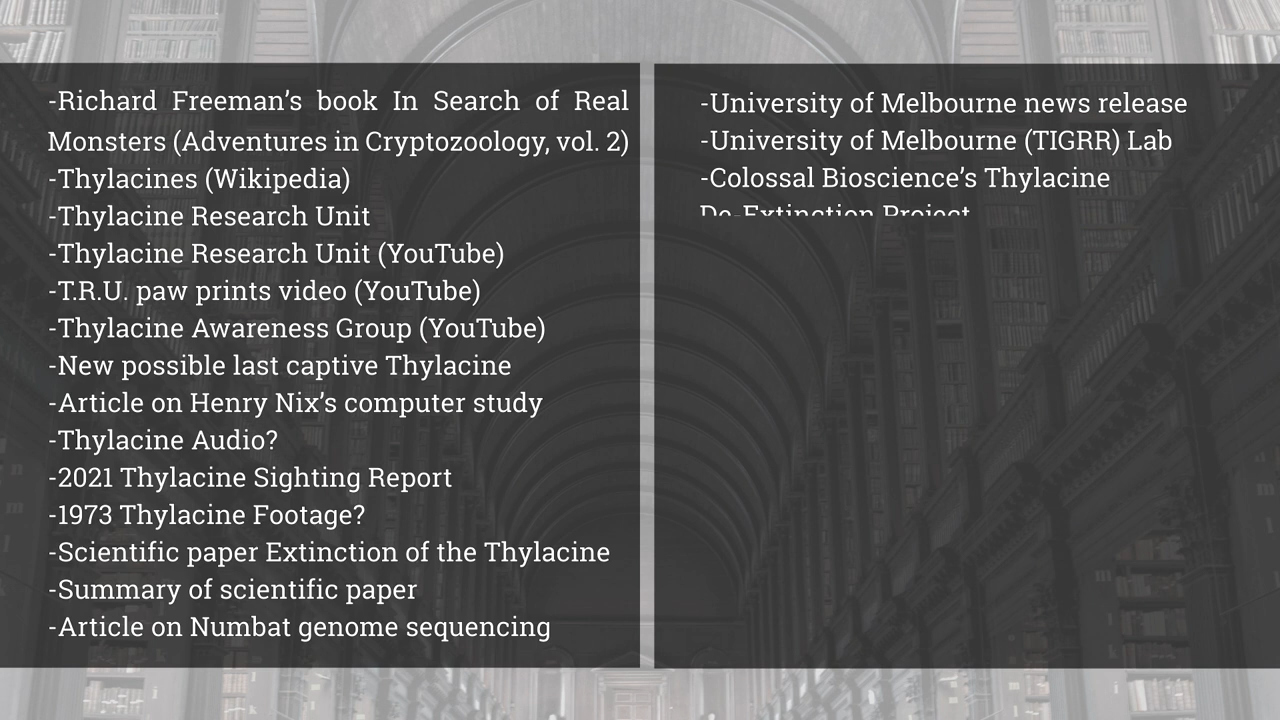 -Richard Freeman’s book In Search of Real
Monsters (Adventures in Cryptozoology, vol. 2)
-Thylacines (Wikipedia)
-Thylacine Research Unit
-Thylacine Research Unit (YouTube)
-T.R.U. paw prints video (YouTube)
-Thylacine Awareness Group (YouTube)
-New possible last captive Thylacine
-Article on Henry Nix’s computer study
-Thylacine Audio?
-2021 Thylacine Sighting Report
-1973 Thylacine Footage?
-Scientific paper Extinction of the Thylacine
-Summary of scientific paper
-Article on Numbat genome sequencing
-University of Melbourne news release
-University of Melbourne (TIGRR) Lab
-Colossal Bioscience’s Thylacine
De-Extinction Project